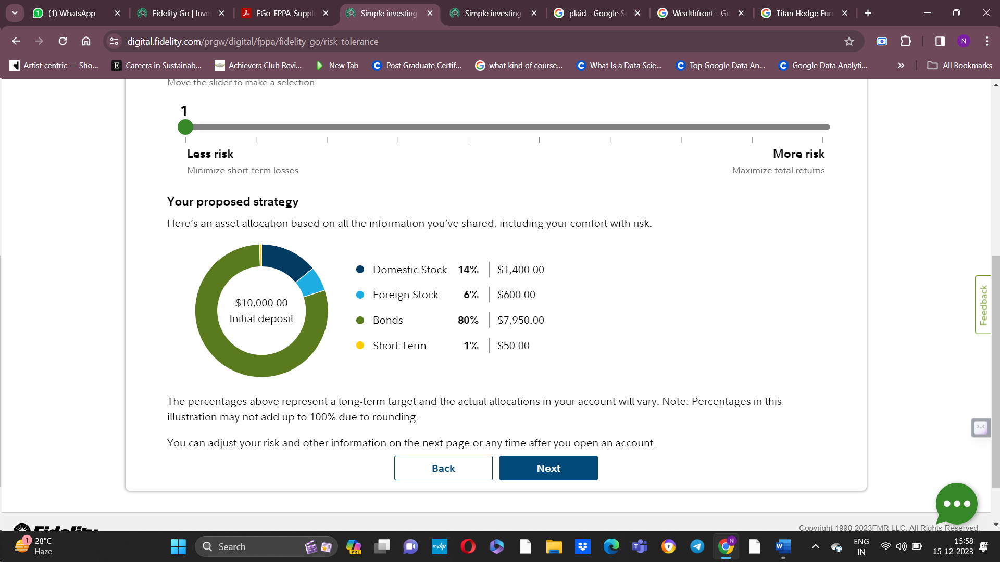 (1) WhatsApp
Fidelity Go | Inve
FGo-FPPA-Suppl
Simple investing
Simple investing
plaid - Google S
Wealthfront - Go
Titan Hedge Fun
digital.fidelity.com/prgw/digital/fppa/fidelity-go/risk-tolerance
N
Artist centric — Sho...
E
Careers in Sustainab...
Achievers Club Revi...
New Tab
Post Graduate Certif...
what kind of course...
What Is a Data Scie...
Top Google Data An...
Google Data Analyti...
All Bookmarks
Move the slider to make a selection
1
Less risk
More risk
Minimize short-term losses
Maximize total returns
Your proposed strategy
Here’s an asset allocation based on all the information you’ve shared, including your comfort with risk.
$10,000.00
Initial deposit
Domestic Stock 14% $1,400.00
Foreign Stock 6% $600.00
Bonds 80% $7,950.00
Short-Term 1% $50.00
Feedback
The percentages above represent a long-term target and the actual allocations in your account will vary. Note: Percentages in this
illustration may not add up to 100% due to rounding.
You can adjust your risk and other information on the next page or any time after you open an account.
Back
Next
Fidelity
Copyright 1998-2023FMR LLC. All Rights Reserved.
1
28°C
Haze
Search
PRE
myhp
N
W
ENG
IN
15:58
15-12-2023